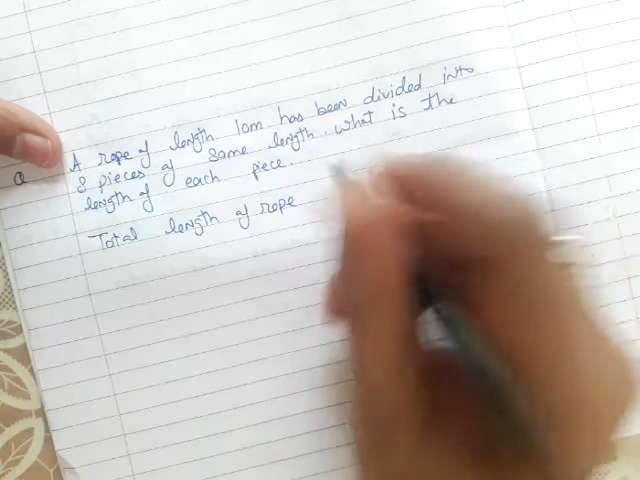 Q A rope of length 10m has been divided into
8 pieces of same length. what is the
length of each piece.
Total length of rope